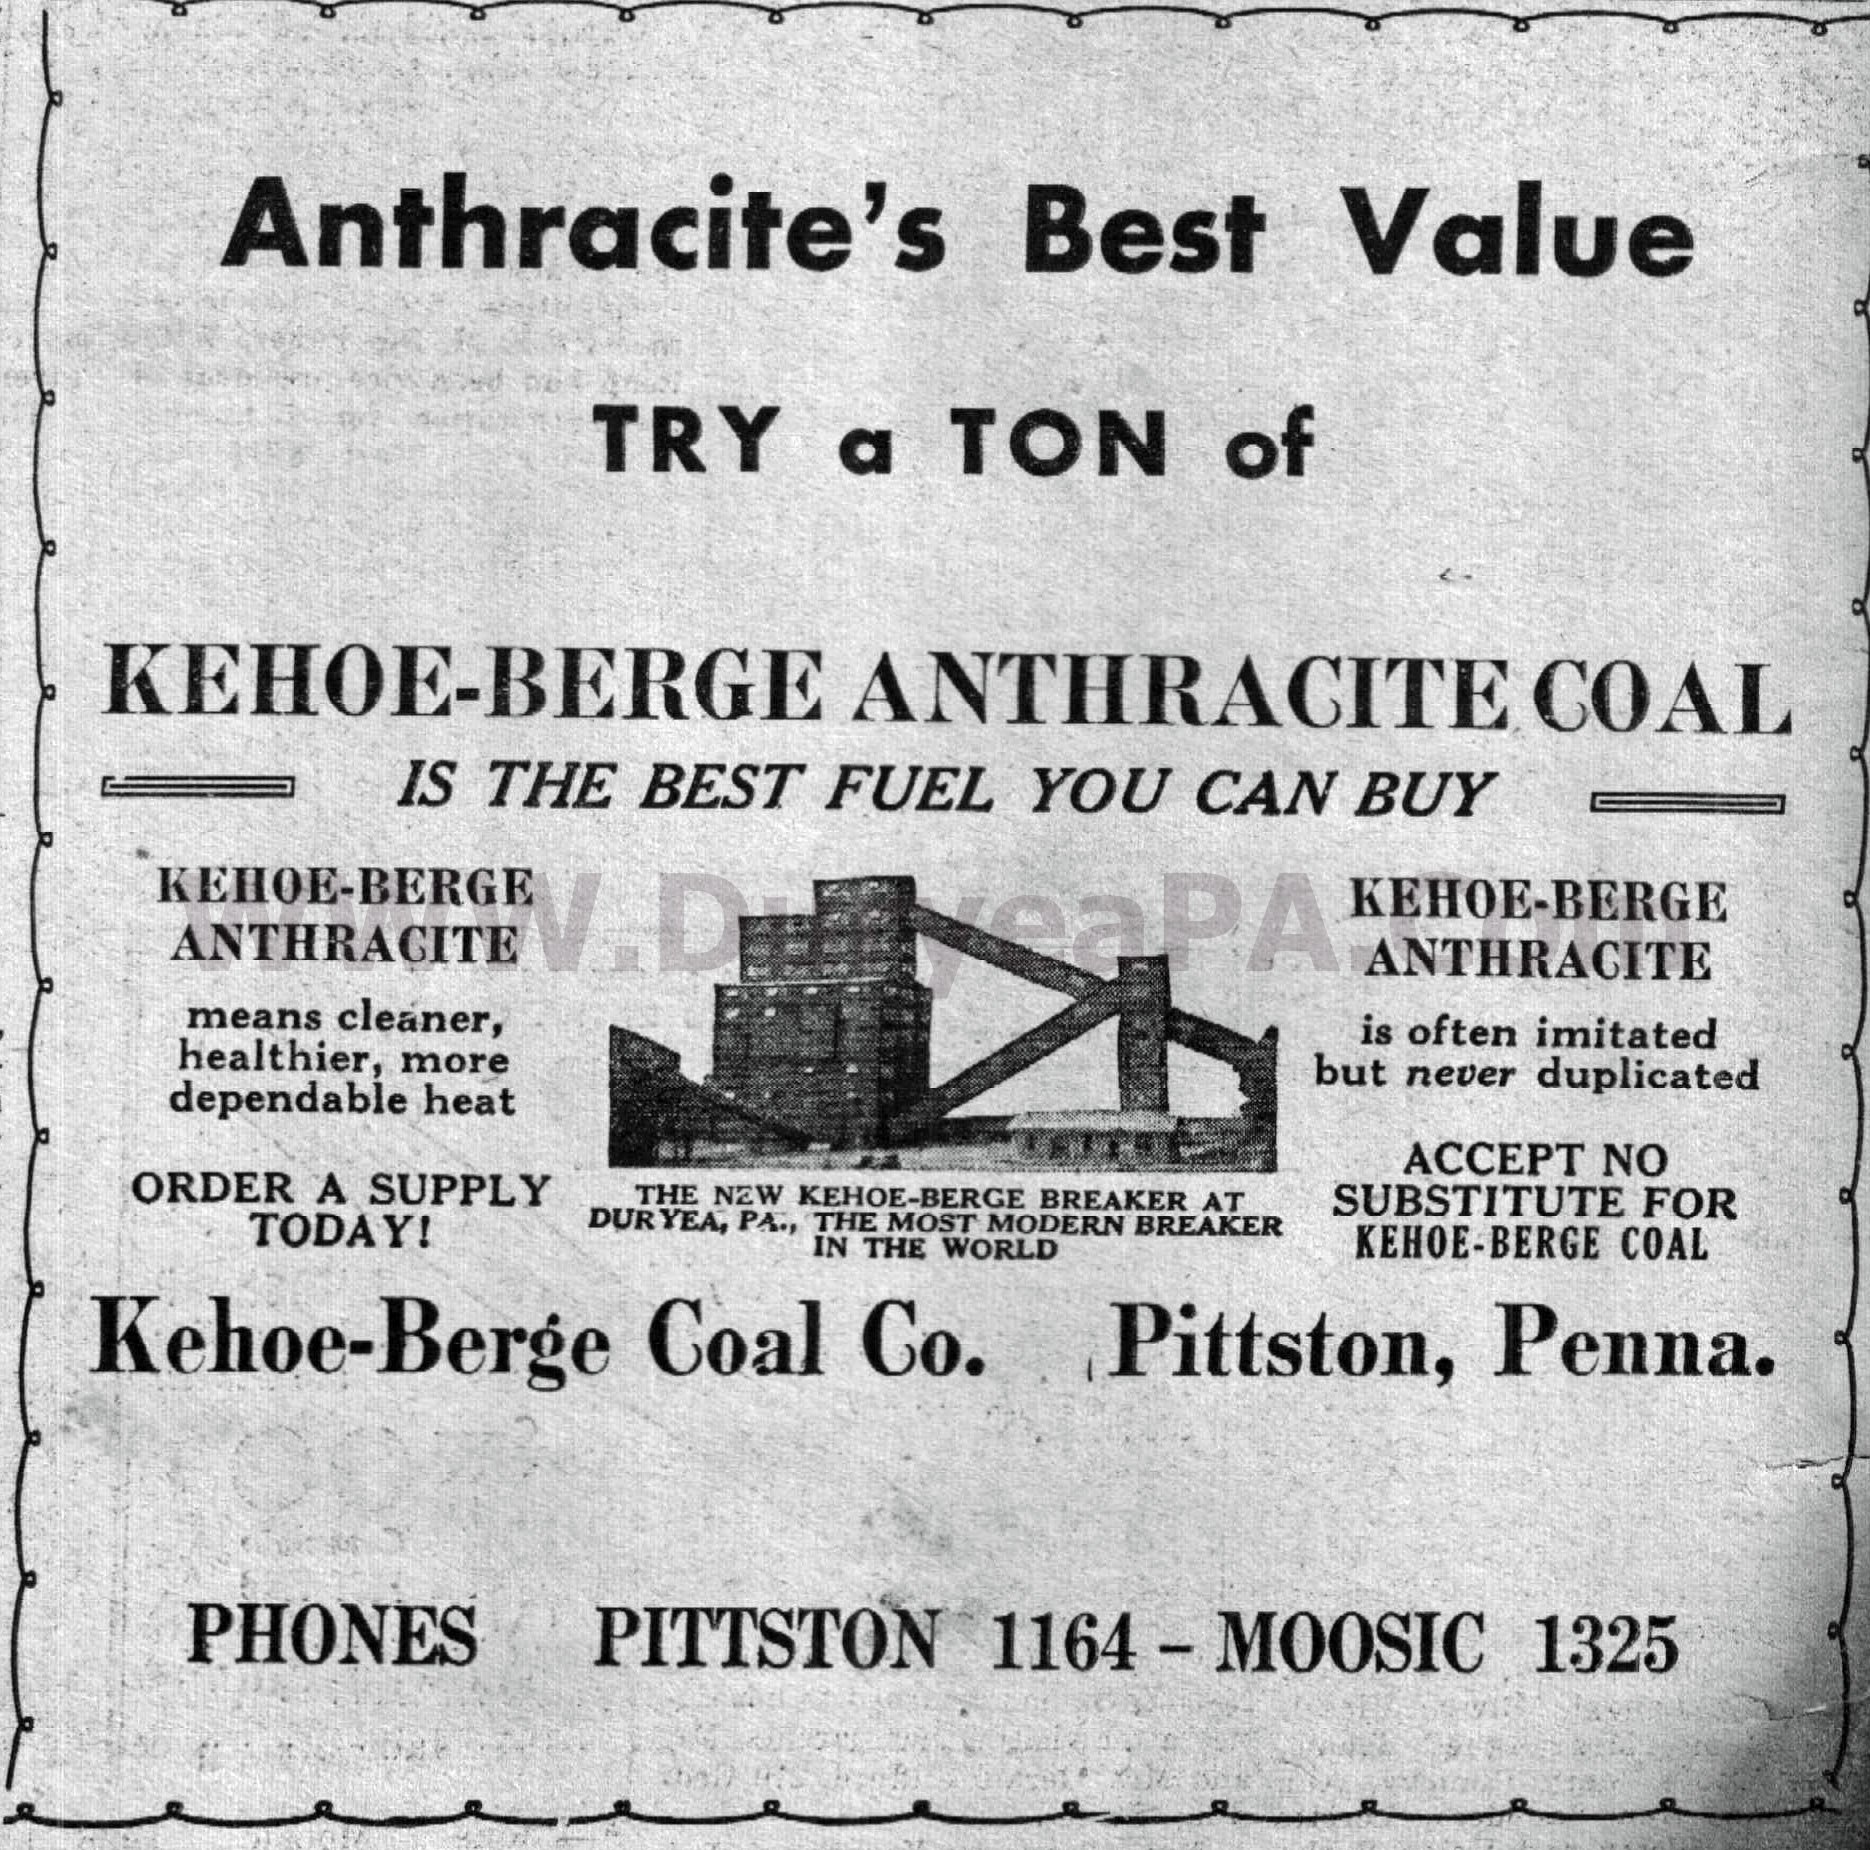 Anthracite's Best Value
TRY a TON of
KEHOE-BERGE ANTHRACITE COAL
IS THE BEST FUEL YOU CAN BUY
KEHOE-BERGE
ANTHRACITE
means cleaner,
healthier, more
dependable heat
ORDER A SUPPLY
TODAY!
www.DuryeaPA.com
THE NEW KEHOE-BERGE BREAKER AT
DURYEA, PA., THE MOST MODERN BREAKER
IN THE WORLD
KEHOE-BERGE
ANTHRACITE
is often imitated
but never duplicated
ACCEPT NO
SUBSTITUTE FOR
KEHOE-BERGE COAL
Kehoe-Berge Coal Co. Pittston, Penna.
PHONES PITTSTON 1164 – MOOSIC 1325